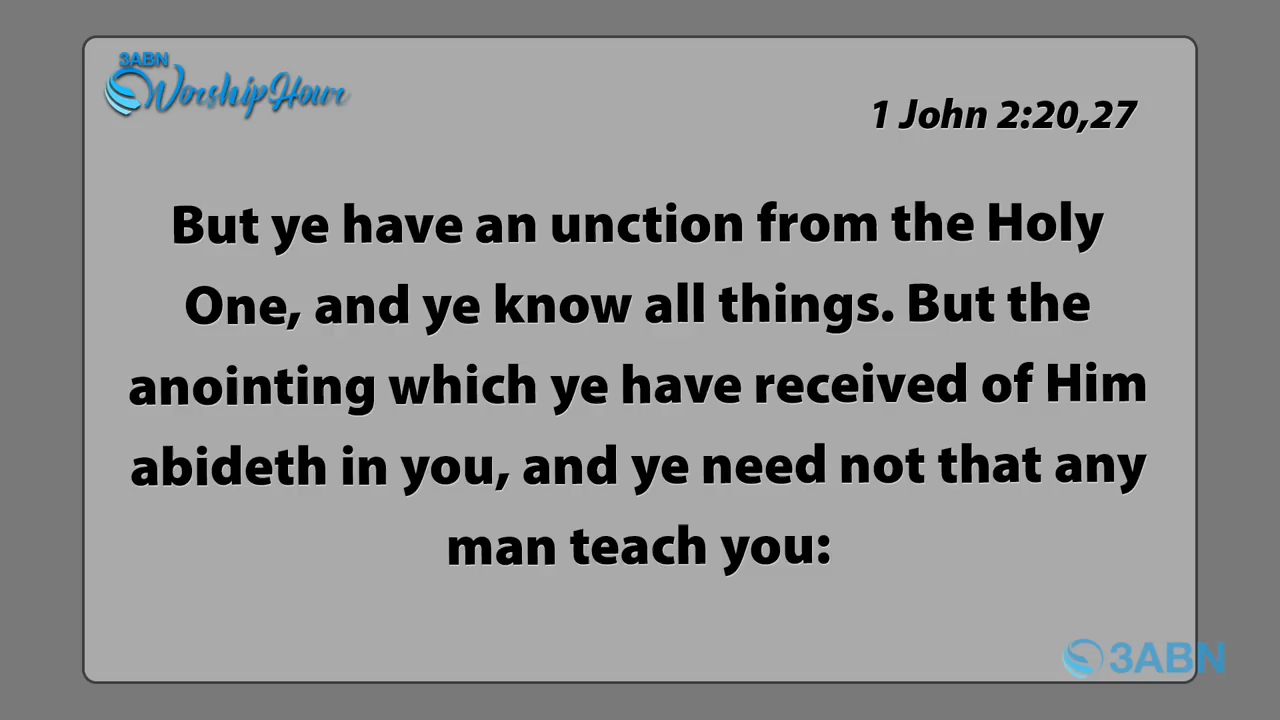 3ABN
Worship Hour
1 John 2:20,27
But ye have an unction from the Holy
One, and ye know all things. But the
anointing which ye have received of Him
abideth in you, and ye need not that any
man teach you:
3ABN